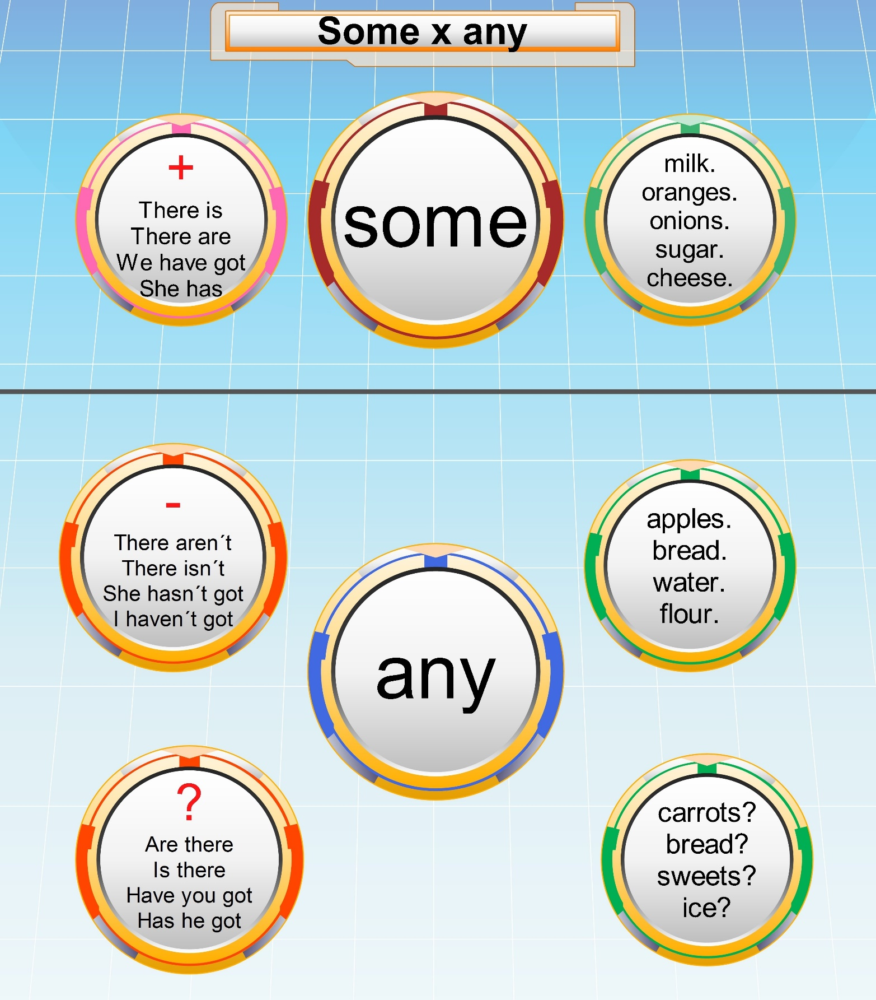 Some x any
+
There is
There are
We have got
She has
some
milk.
oranges.
onions.
sugar.
cheese.
-
There aren´t
There isn´t
She hasn´t got
I haven´t got
any
apples.
bread.
water.
flour.
?
Are there
Is there
Have you got
Has he got
carrots?
bread?
sweets?
ice?